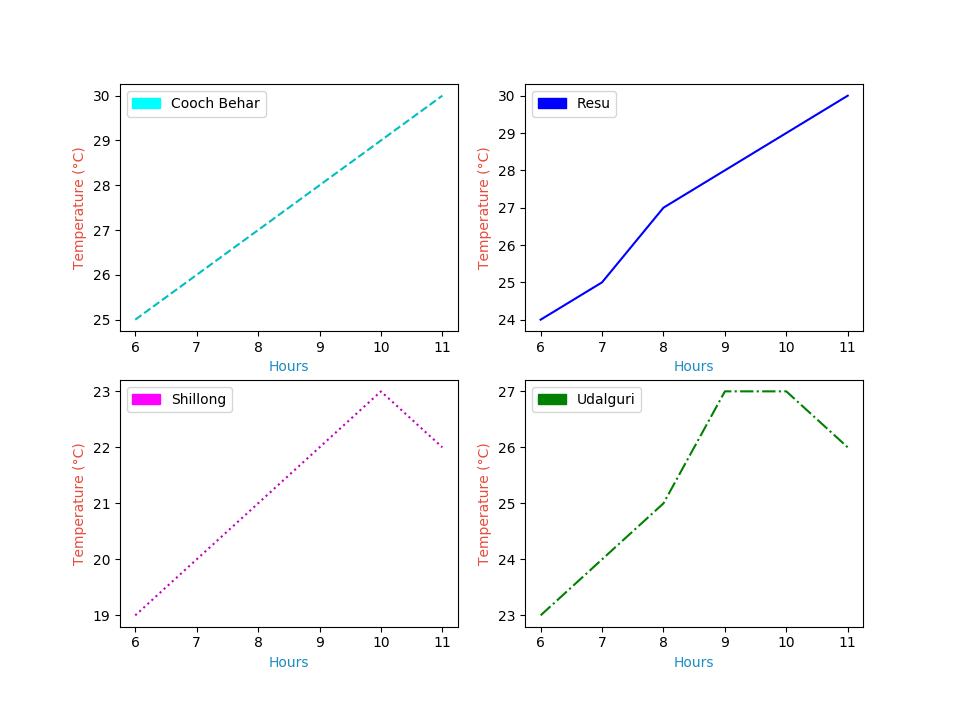 Cooch Behar
Temperature (°C)
30
29
28
27
26
25
6 7 8 9 10 11
Hours
Resu
Temperature (°C)
30
29
28
27
26
25
24
6 7 8 9 10 11
Hours
Shillong
Temperature (°C)
23
22
21
20
19
6 7 8 9 10 11
Hours
Udalguri
Temperature (°C)
27
26
25
24
23
6 7 8 9 10 11
Hours